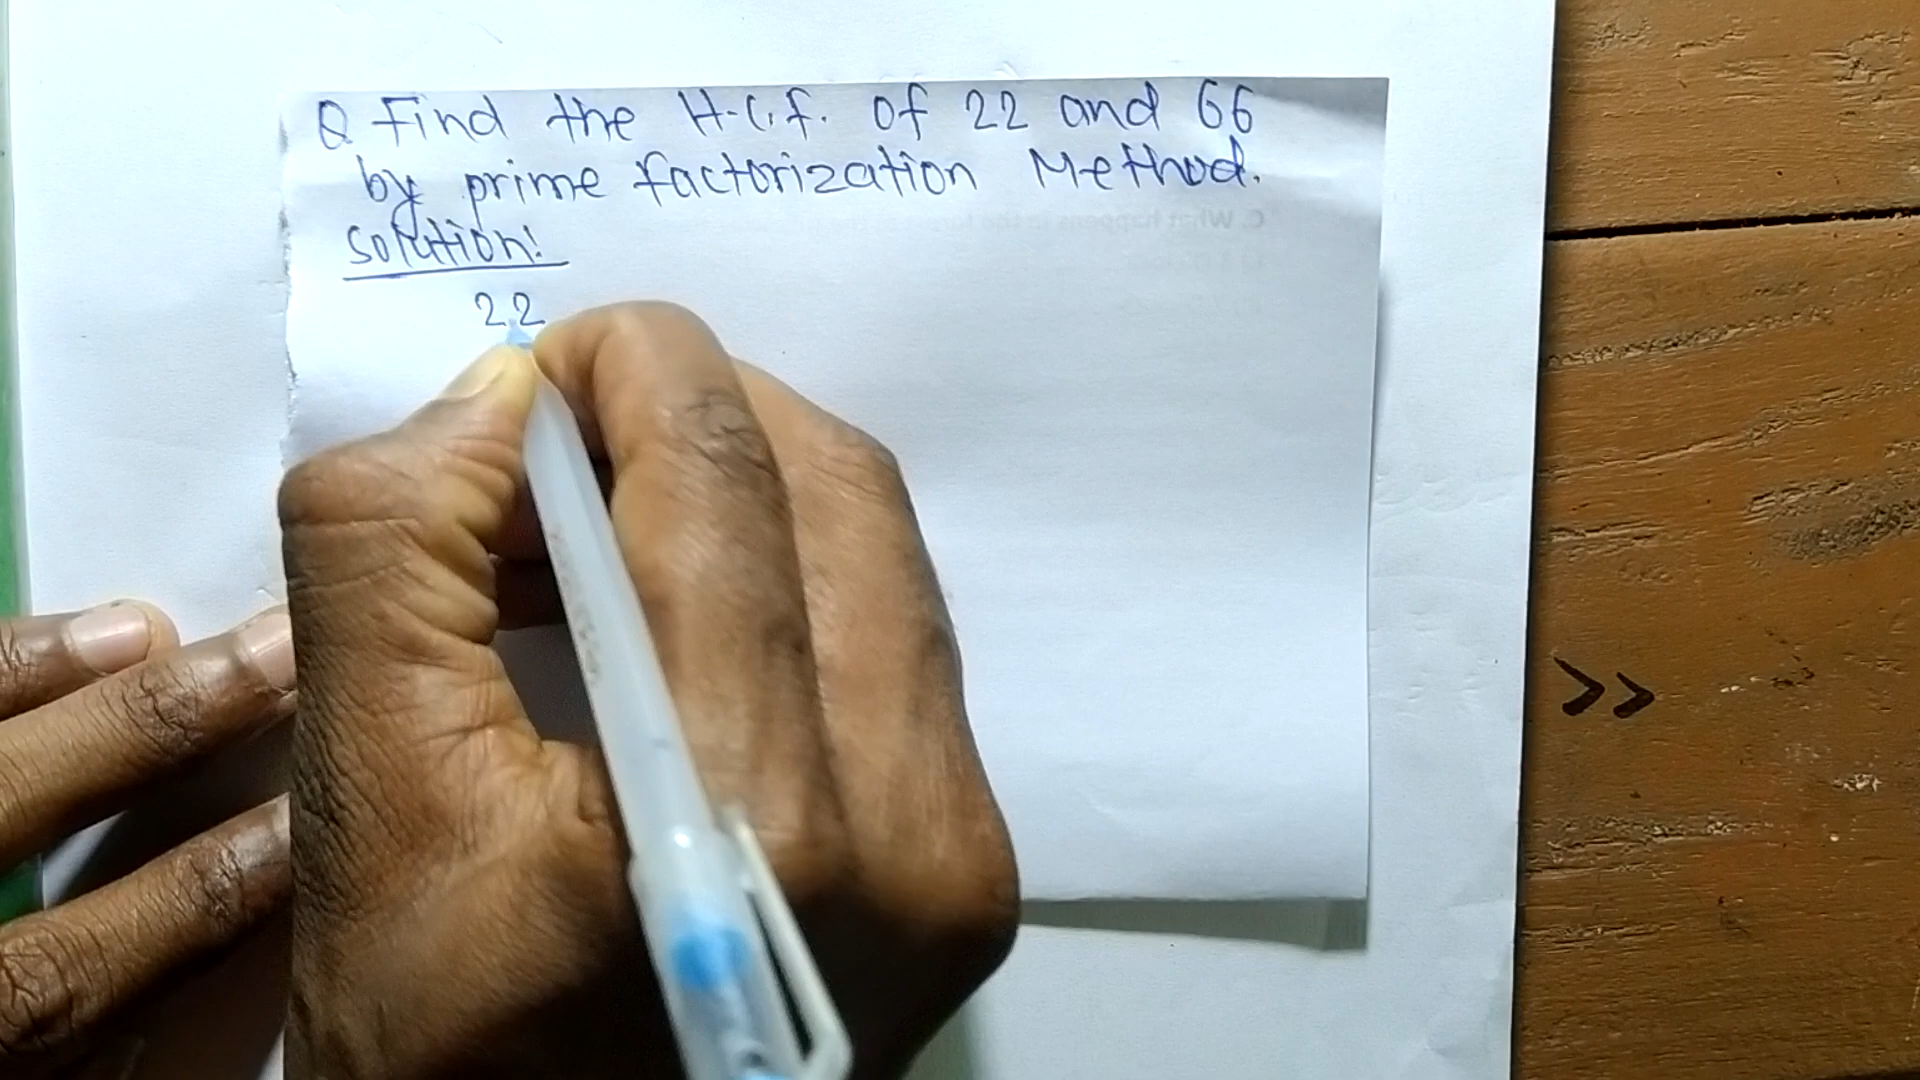 Q Find the H.C.F. of 22 and 66
by prime factorization Method.
Solution:
22
>>